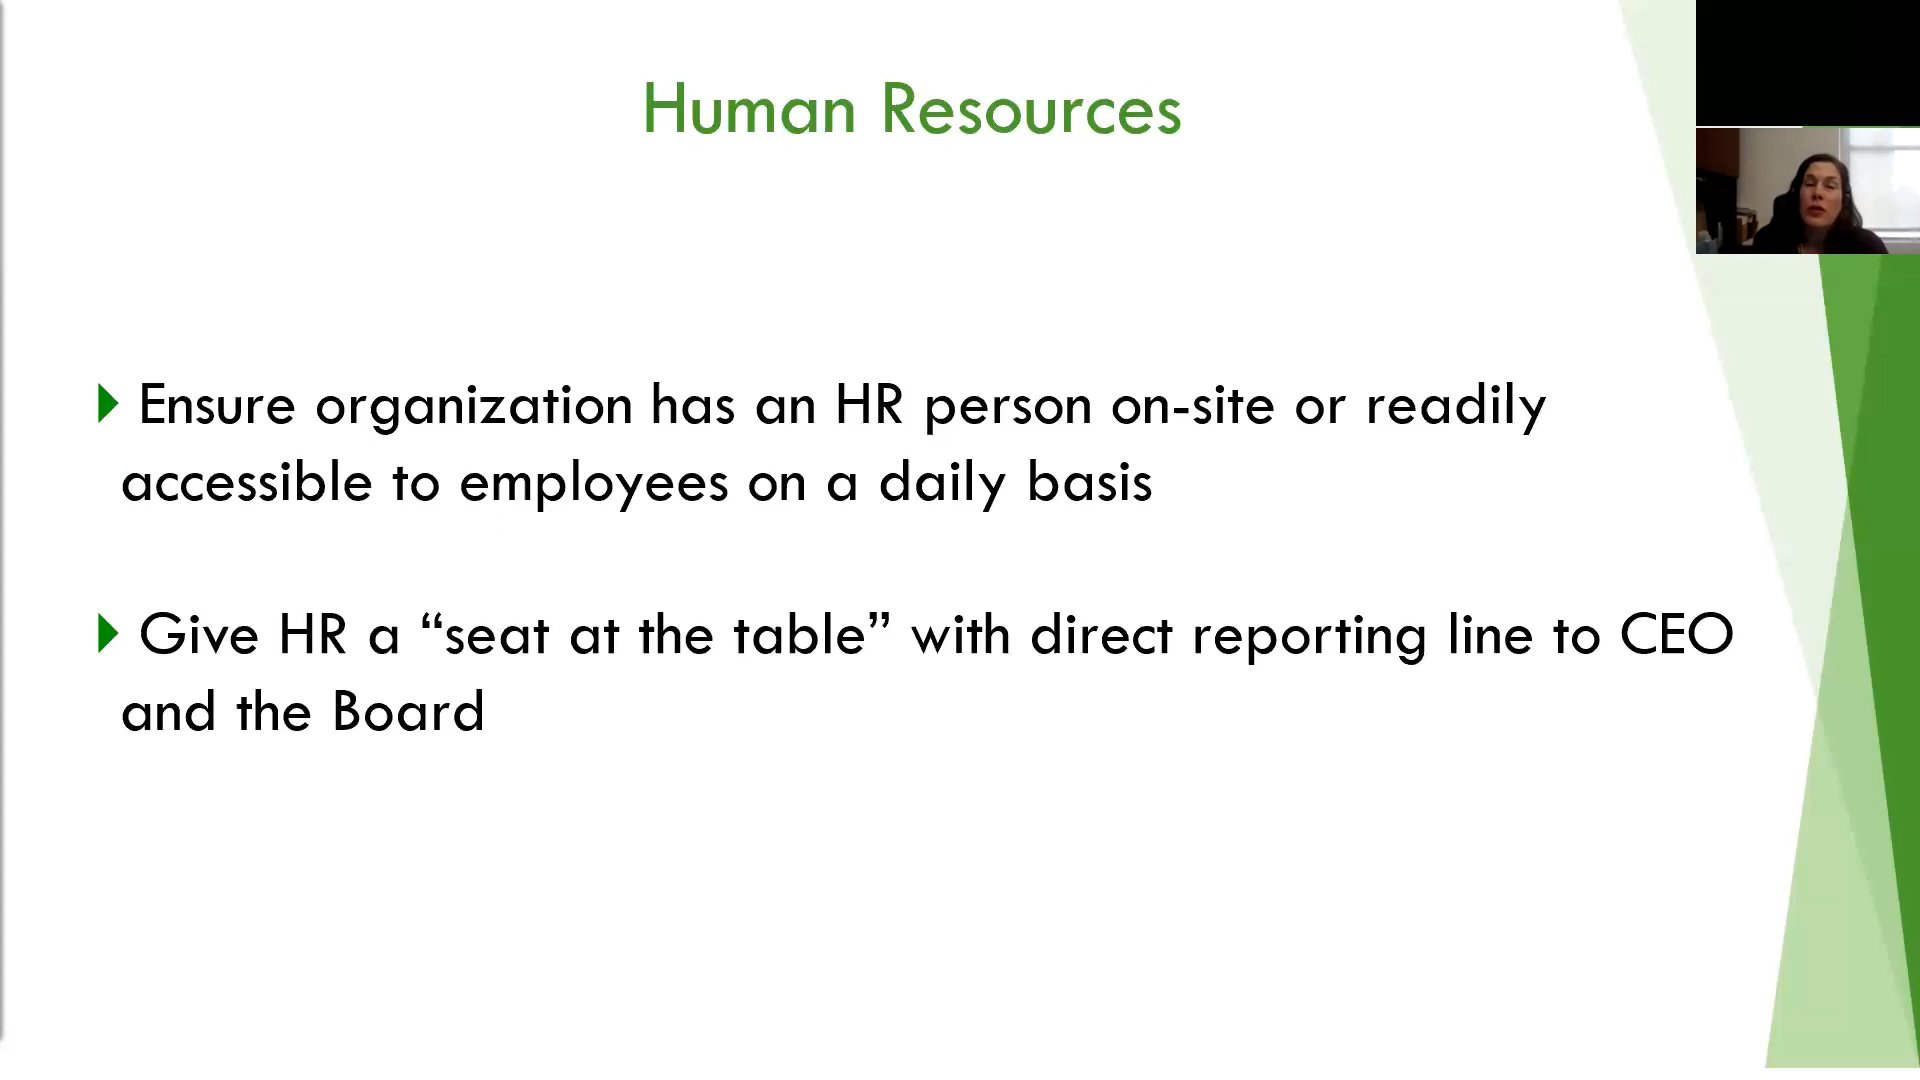 Human Resources
Ensure organization has an HR person on-site or readily
accessible to employees on a daily basis
Give HR a “seat at the table” with direct reporting line to CEO
and the Board